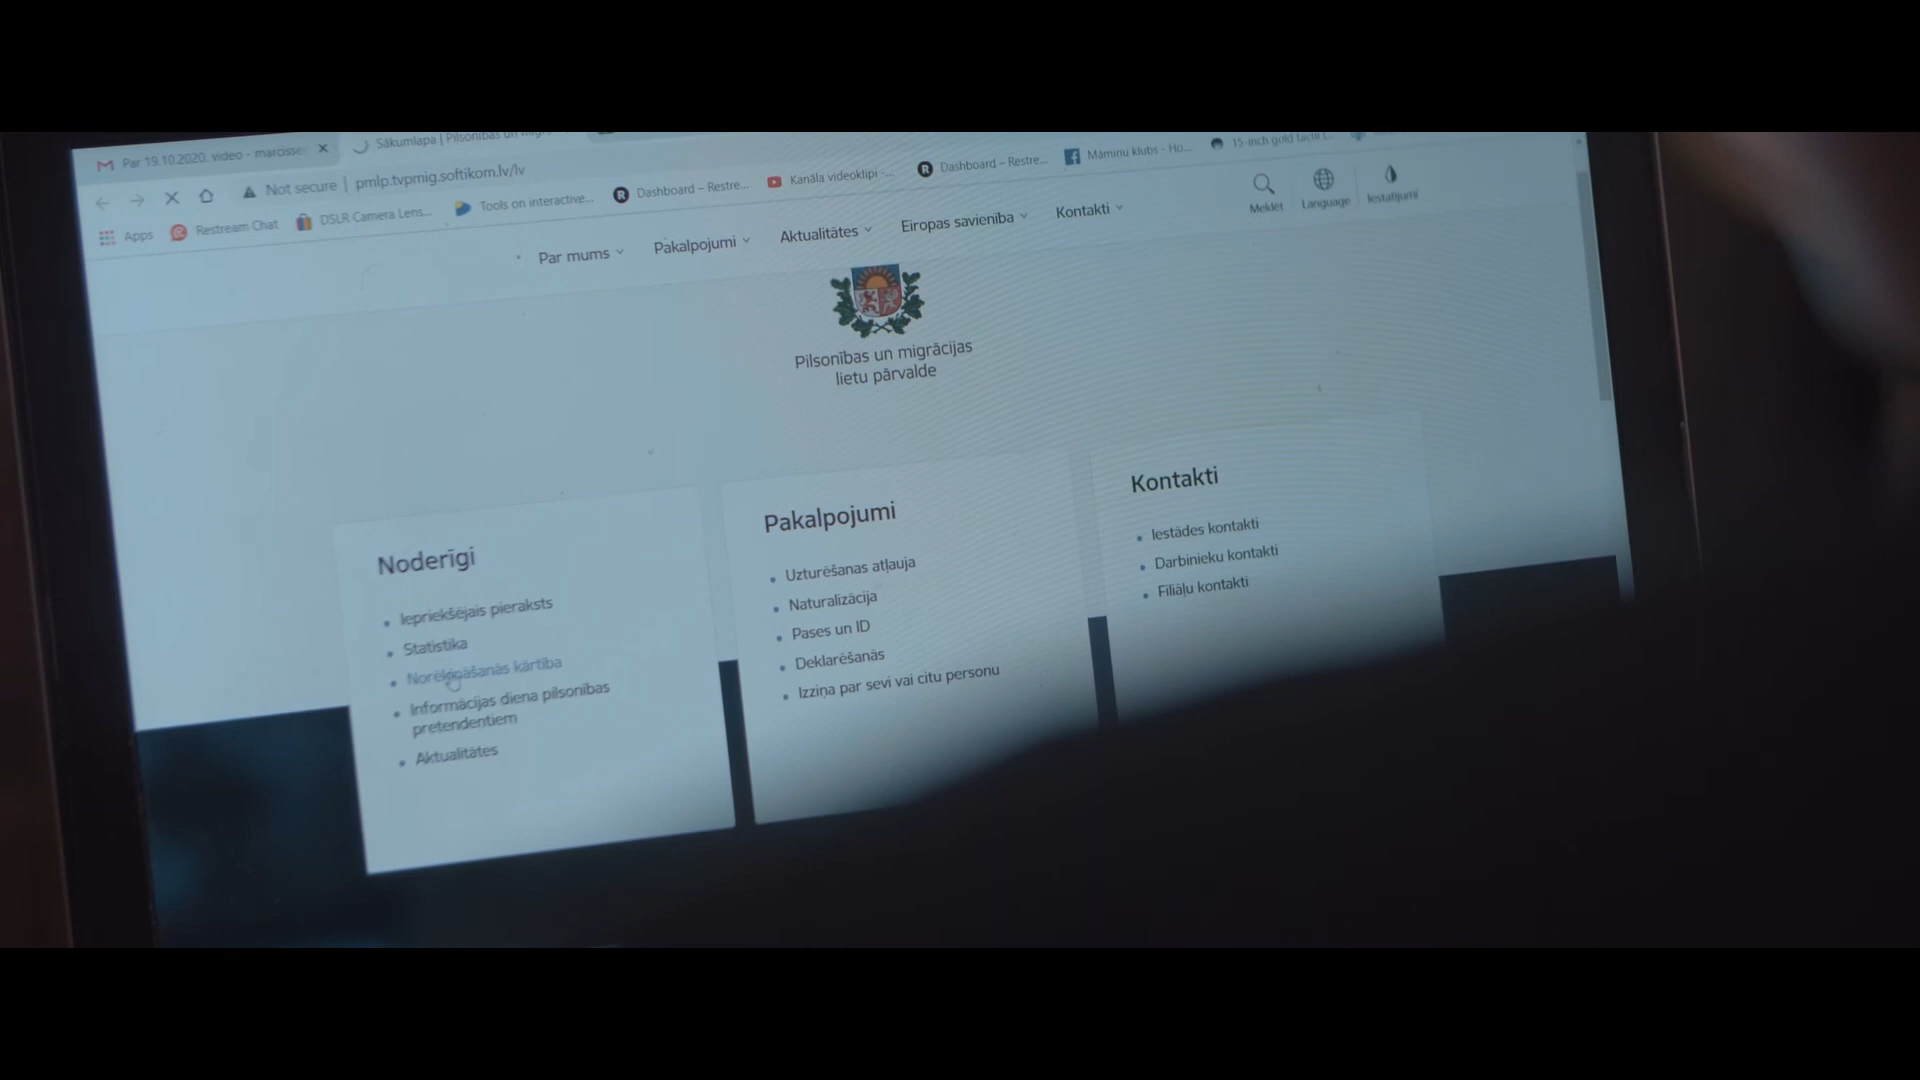 Par 19.10.2020. video - marcisse
Sākumlapa | Pilsonības un migr
Not secure | pmlp.tvpmig.softikom.lv/lv
Apps
Restream Chat
DSLR Camera Lens...
Tools on interactive...
Dashboard – Restre...
Kanāla videoklipi -...
Dashboard – Restre...
Māmiņu klubs - Ho...
15-inch gold
Par mums
Pakalpojumi
Aktualitātes
Eiropas savienība
Kontakti
Meklēt
Language
Iestatījumi
Pilsonības un migrācijas
lietu pārvalde
Noderīgi
Iepriekšējais pieraksts
Statistika
Norēķināšanās kārtība
Informācijas diena pilsonības
pretendentiem
Aktualitātes
Pakalpojumi
Uzturēšanas atļauja
Naturalizācija
Pases un ID
Deklarēšanās
Izziņa par sevi vai citu personu
Kontakti
Iestādes kontakti
Darbinieku kontakti
Filiāļu kontakti